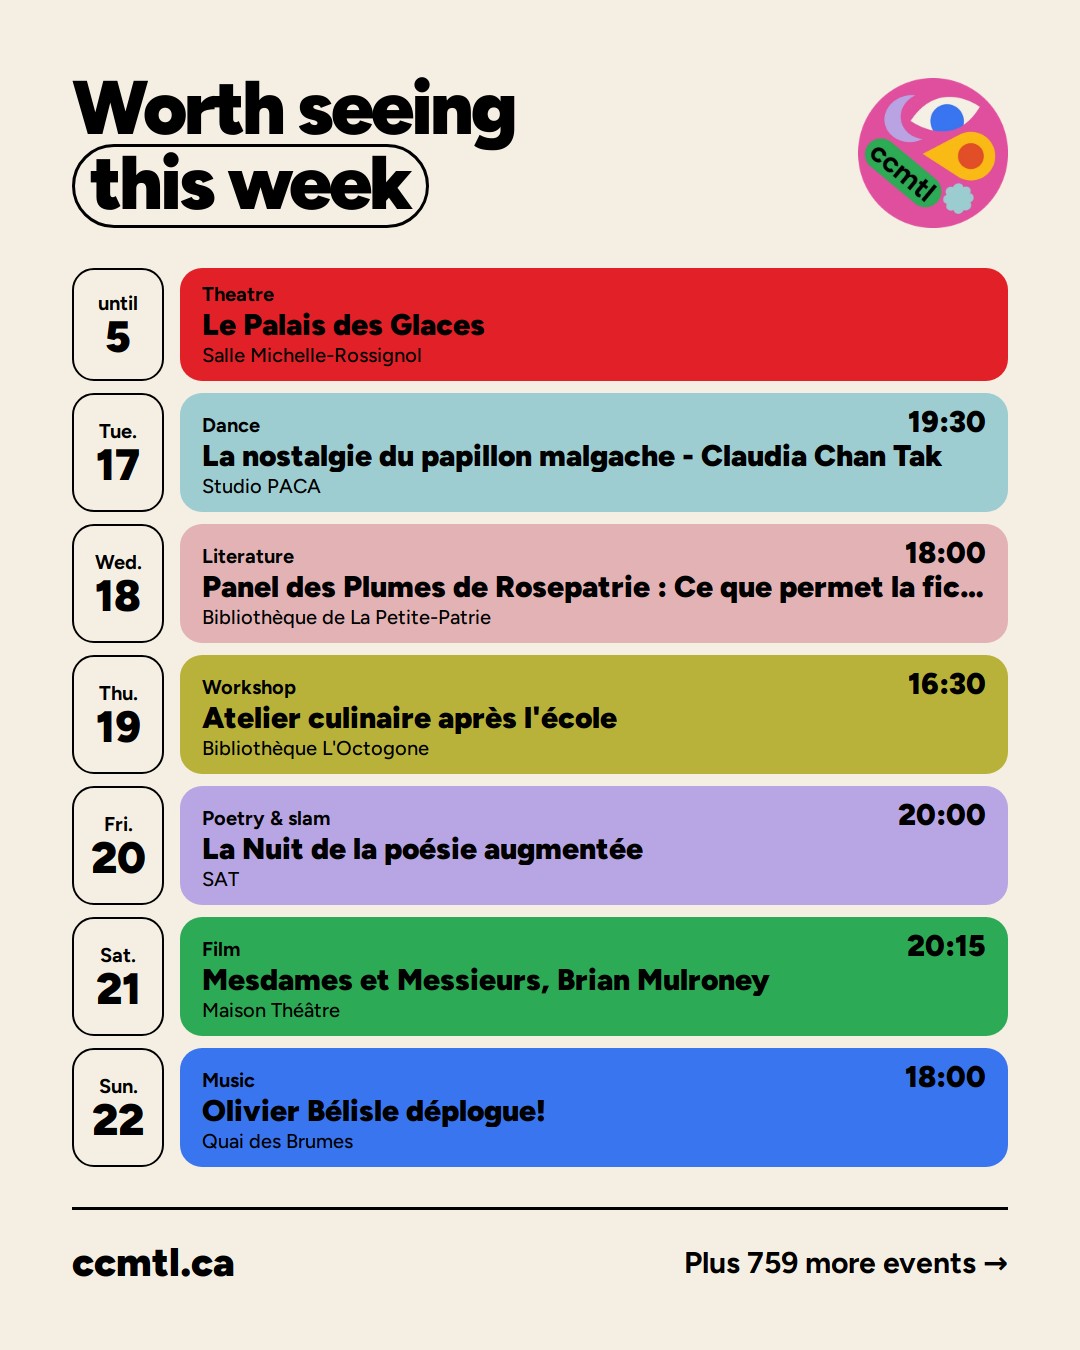 Worth seeing
this week
ccmtl
until
5
Theatre
Le Palais des Glaces
Salle Michelle-Rossignol
Tue.
17
Dance
19:30
La nostalgie du papillon malgache - Claudia Chan Tak
Studio PACA
Wed.
18
Literature
18:00
Panel des Plumes de Rosepatrie : Ce que permet la fic...
Bibliothèque de La Petite-Patrie
Thu.
19
Workshop
16:30
Atelier culinaire après l'école
Bibliothèque L'Octogone
Fri.
20
Poetry & slam
20:00
La Nuit de la poésie augmentée
SAT
Sat.
21
Film
20:15
Mesdames et Messieurs, Brian Mulroney
Maison Théâtre
Sun.
22
Music
18:00
Olivier Bélisle déplogue!
Quai des Brumes
ccmtl.ca
Plus 759 more events →